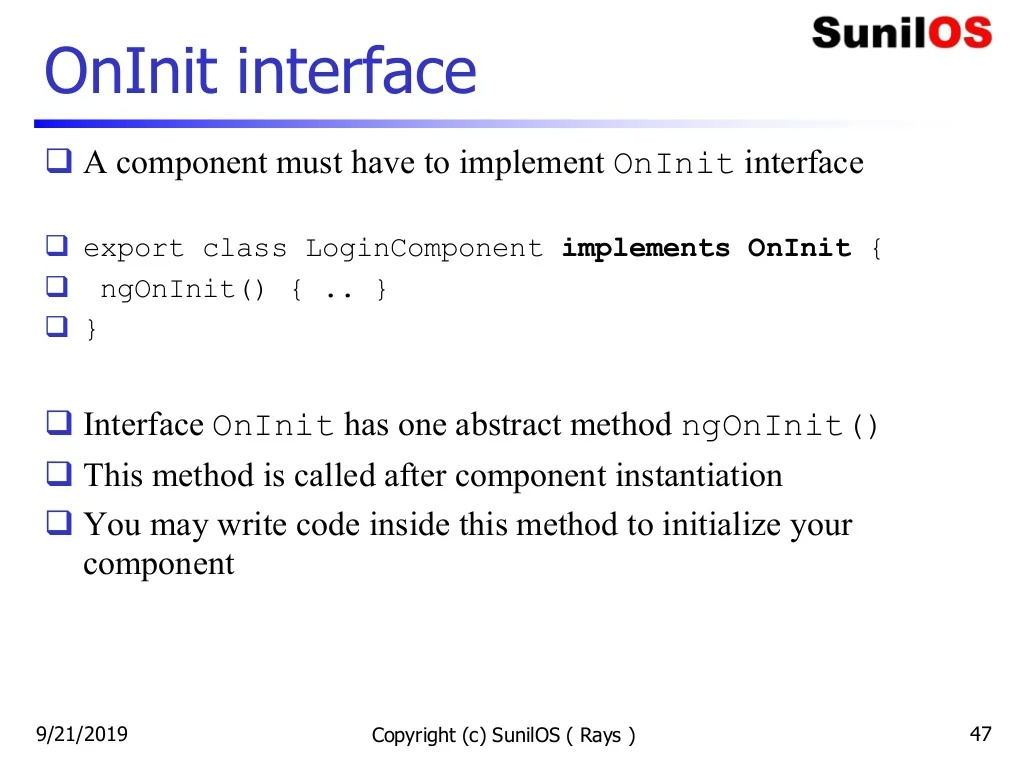 SunilOS
OnInit interface
A component must have to implement OnInit interface
export class LoginComponent implements OnInit {
ngOnInit() { .. }
}
Interface OnInit has one abstract method ngOnInit()
This method is called after component instantiation
You may write code inside this method to initialize your
component
9/21/2019
Copyright (c) SunilOS ( Rays )
47